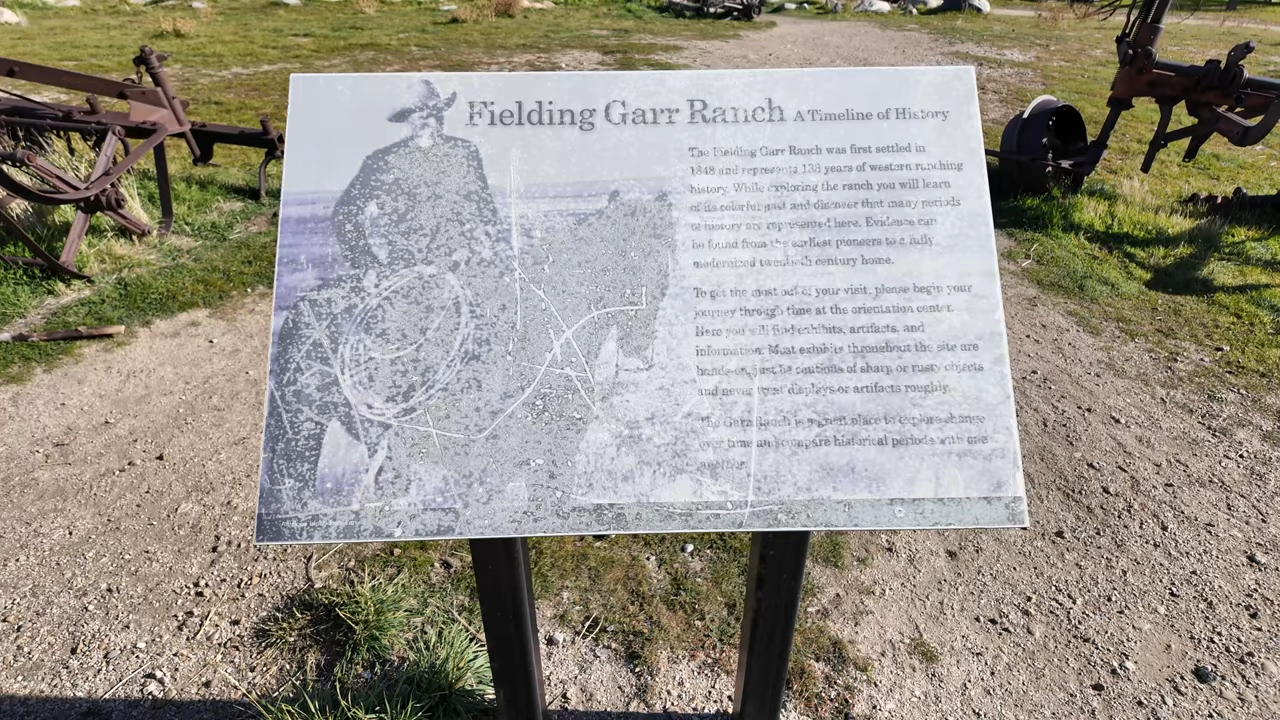 Fielding Garr Ranch A Timeline of History
The Fielding Garr Ranch was first settled in
1848 and represents 133 years of western ranching
history. While exploring the ranch you will learn
of its colorful past and discover that many periods
of history are represented here. Evidence can
be found from the earliest pioneers to a fully
modernized twentieth century home.
To get the most out of your visit, please begin your
journey through time at the orientation center.
Here you will find exhibits, artifacts, and
information. Most exhibits throughout the site are
hands-on, just be cautious of sharp or rusty objects
and never treat displays or artifacts roughly.
The Garr Ranch is a great place to explore change
over time and compare historical periods with one
another.